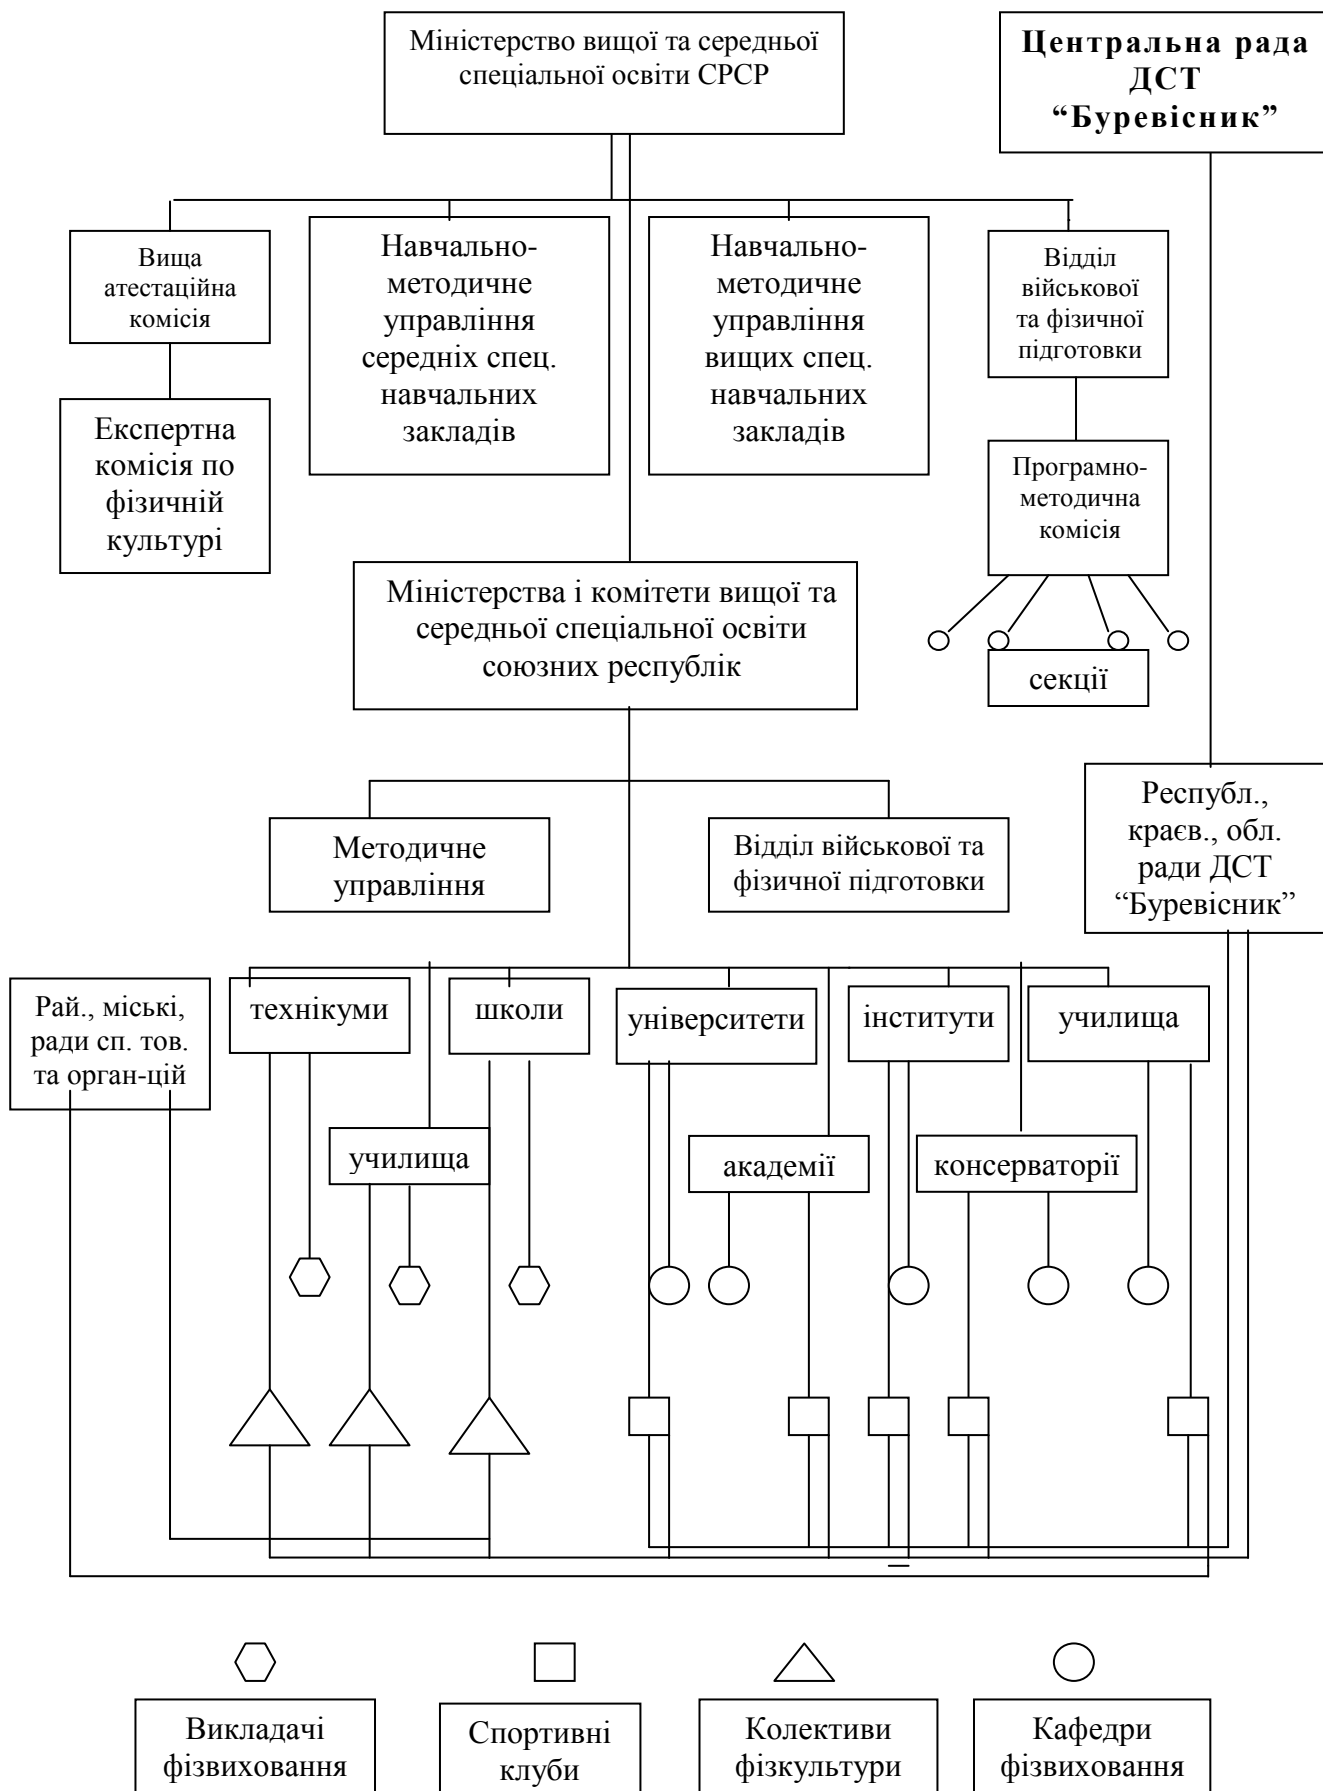 Міністерство вищої та середньої
спеціальної освіти СРСР
Центральна рада
ДСТ
“Буревісник”
Вища
атестаційна
комісія
Навчально-
методичне
управління
середніх спец.
навчальних
закладів
Навчально-
методичне
управління
вищих спец.
навчальних
закладів
Відділ
військової
та фізичної
підготовки
Експертна
комісія по
фізичній
культурі
Програмно-
методична
комісія
Міністерства і комітети вищої та
середньої спеціальної освіти
союзних республік
секції
Республ.,
краєв., обл.
ради ДСТ
“Буревісник”
Методичне
управління
Відділ військової та
фізичної підготовки
Рай., міські,
ради сп. тов.
та орган-цій
технікуми
школи
університети
інститути
училища
училища
академії
консерваторії
Викладачі
фізвиховання
Спортивні
клуби
Колективи
фізкультури
Кафедри
фізвиховання